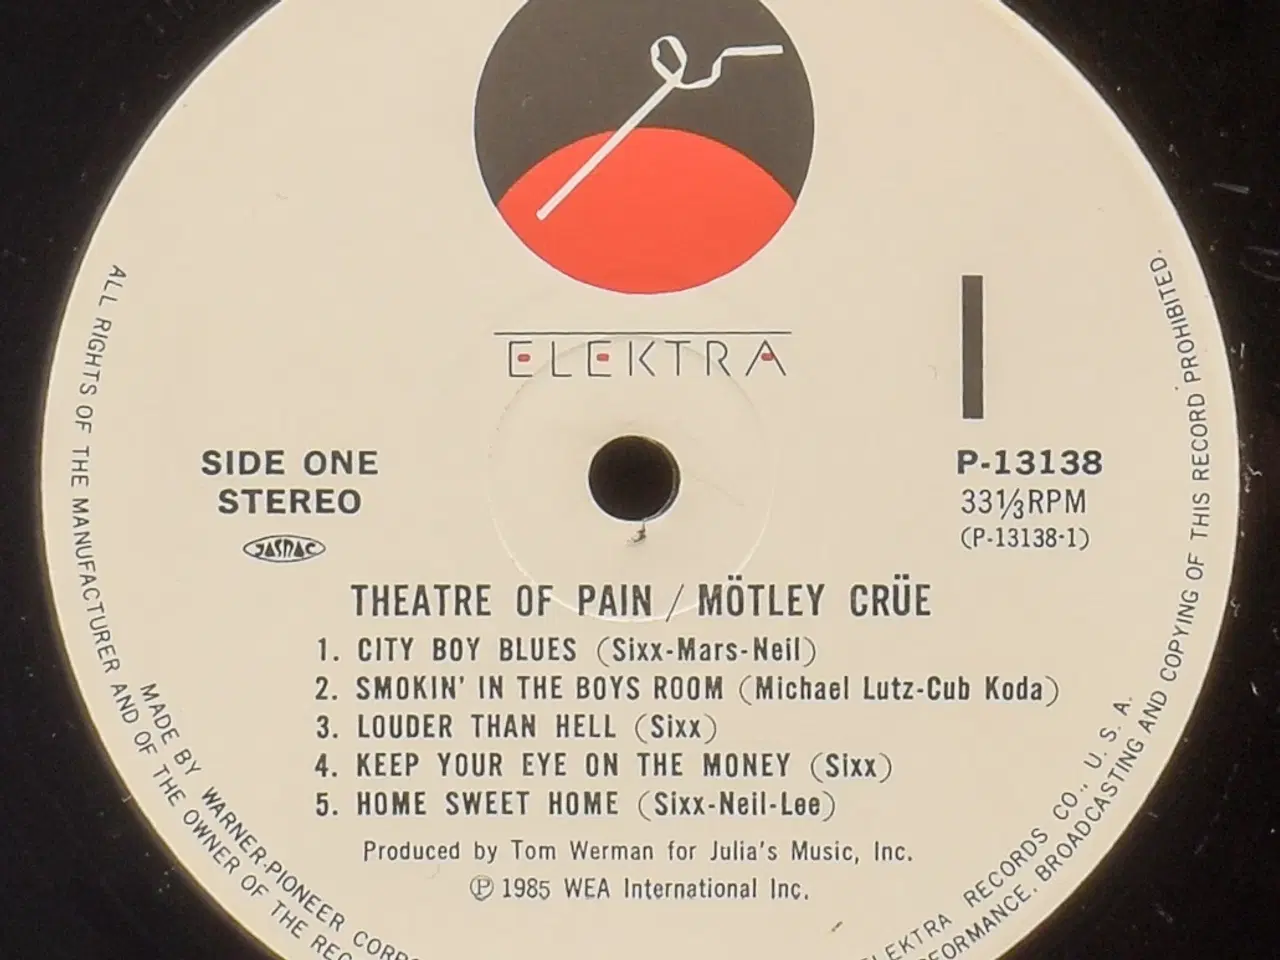 ELEKTRA
SIDE ONE
STEREO
JASRAC
P-13138
33⅓RPM
(P-13138-1)
THEATRE OF PAIN / MÖTLEY CRÜE
1. CITY BOY BLUES (Sixx-Mars-Neil)
2. SMOKIN' IN THE BOYS ROOM (Michael Lutz-Cub Koda)
3. LOUDER THAN HELL (Sixx)
4. KEEP YOUR EYE ON THE MONEY (Sixx)
5. HOME SWEET HOME (Sixx-Neil-Lee)
Produced by Tom Werman for Julia's Music, Inc.
Ⓟ 1985 WEA International Inc.
ALL RIGHTS OF THE MANUFACTURER AND OF THE OWNER OF THE
BROADCASTING AND COPYING OF THIS RECORD PROHIBITED.
MADE BY WARNER-PIONEER
ELEKTRA RECORDS CO., U. S. A.